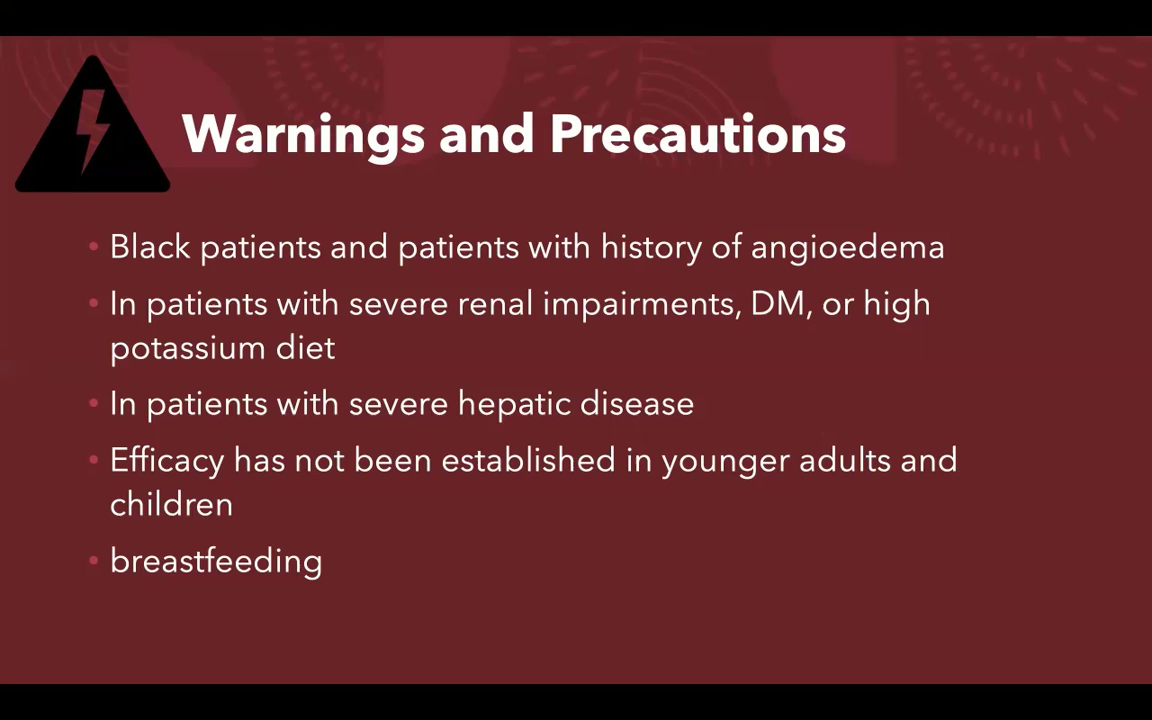 Warnings and Precautions
• Black patients and patients with history of angioedema
• In patients with severe renal impairments, DM, or high
potassium diet
• In patients with severe hepatic disease
• Efficacy has not been established in younger adults and
children
• breastfeeding